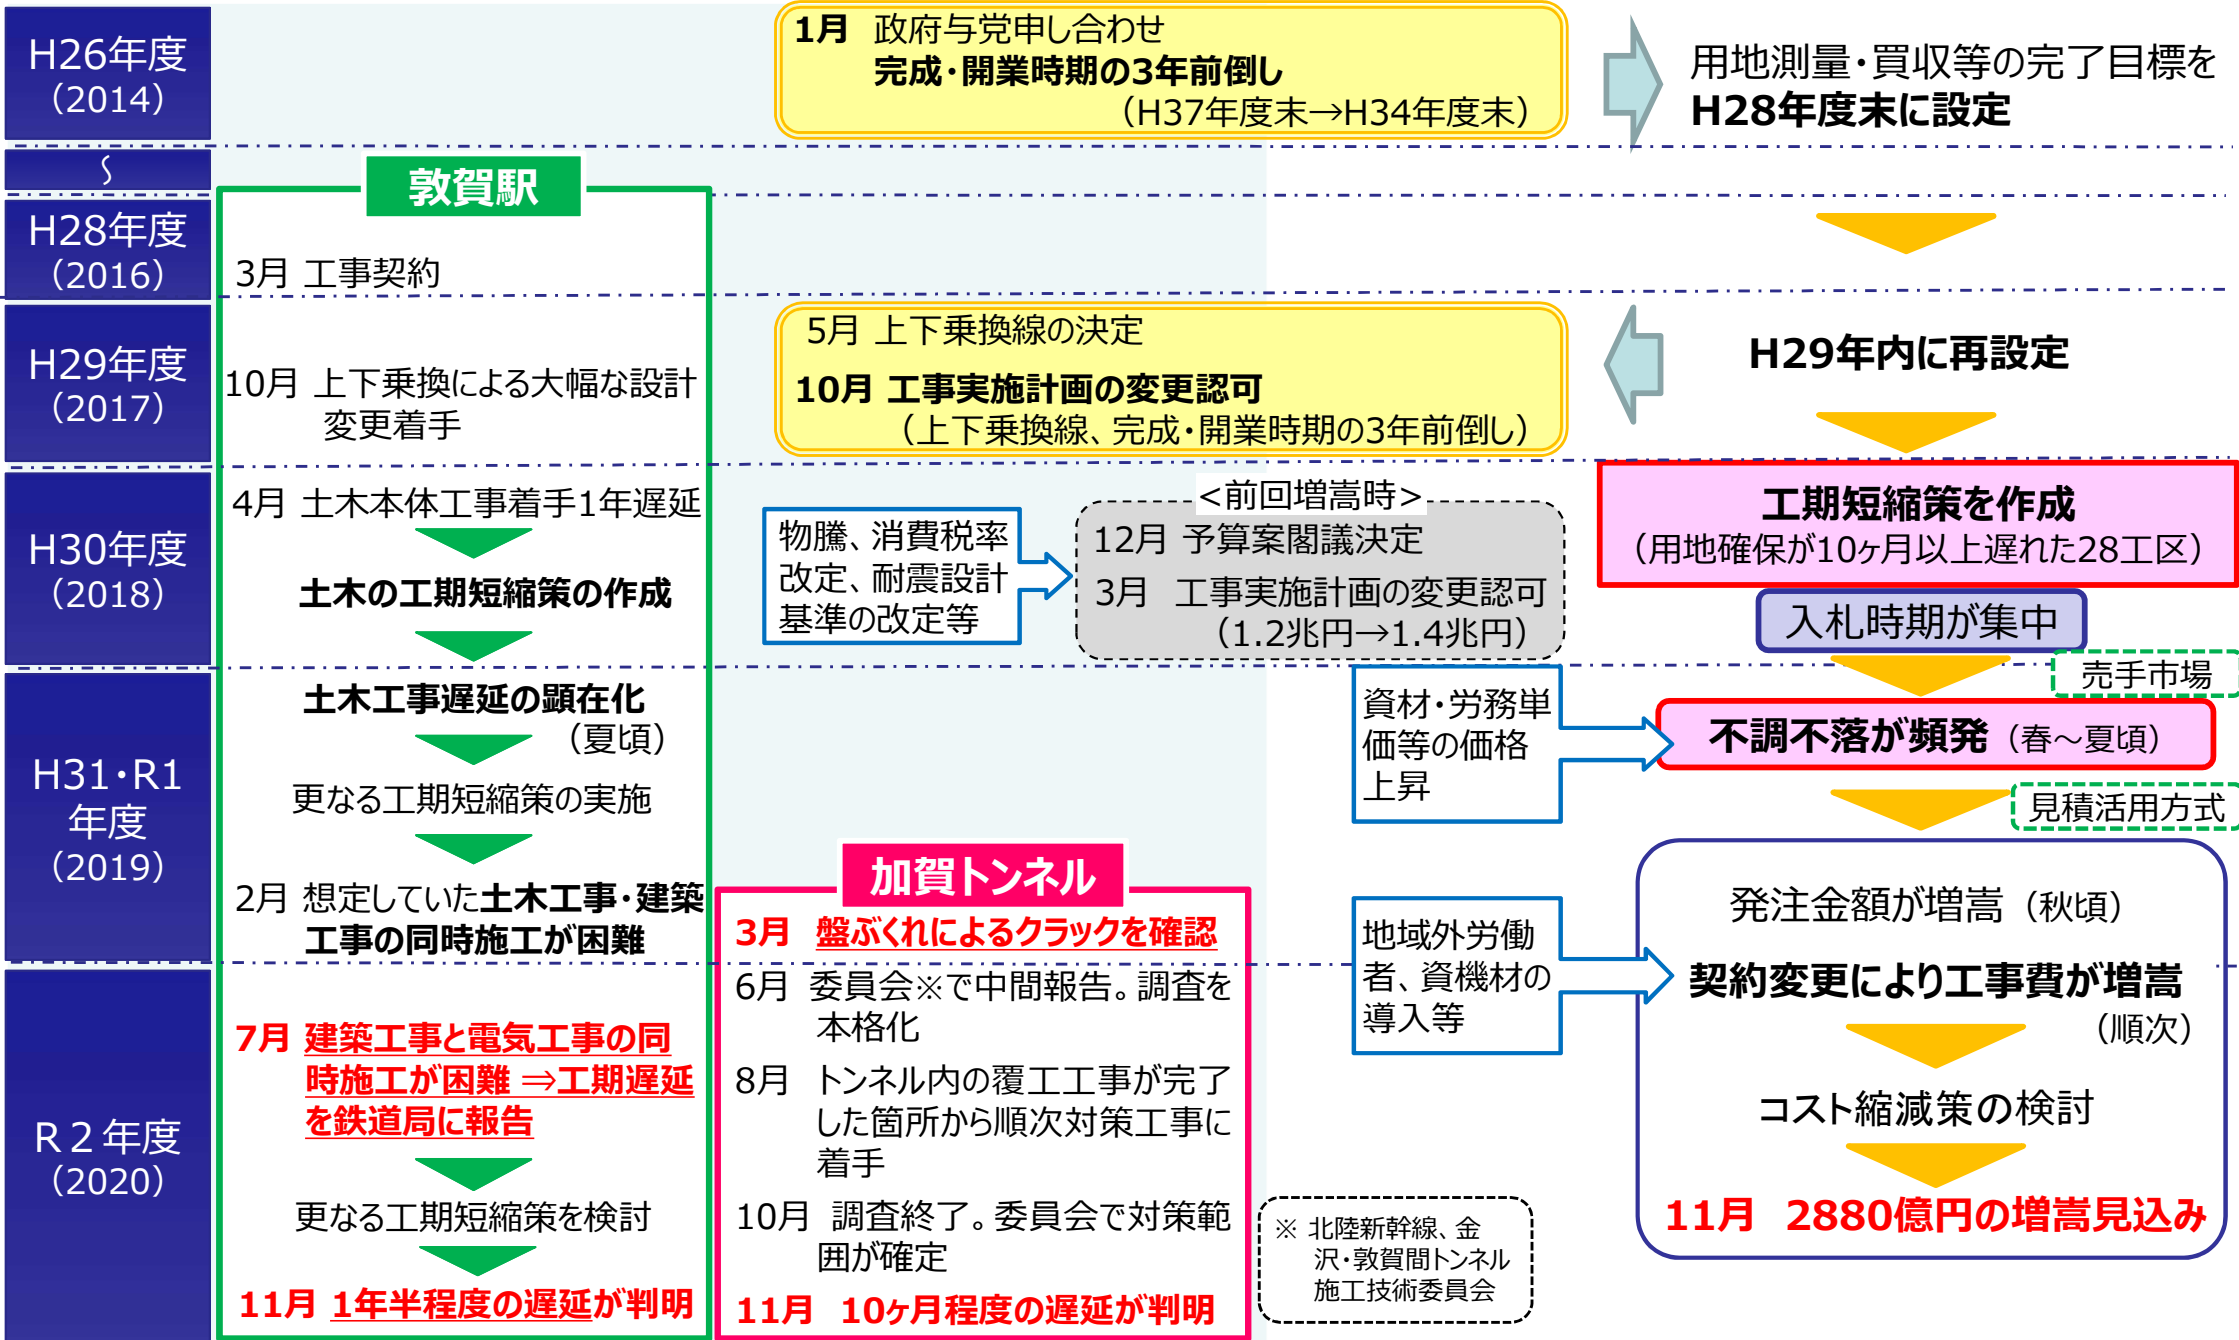 H26年度
（2014）
1月 政府与党申し合わせ
完成・開業時期の3年前倒し
（H37年度末→H34年度末）
用地測量・買収等の完了目標を
H28年度末に設定
～
敦賀駅
H28年度
（2016）
3月 工事契約
H29年度
（2017）
10月 上下乗換による大幅な設計
変更着手
5月 上下乗換線の決定
10月 工事実施計画の変更認可
（上下乗換線、完成・開業時期の3年前倒し）
H29年内に再設定
H30年度
（2018）
4月 土木本体工事着手1年遅延
土木の工期短縮策の作成
物騰、消費税率
改定、耐震設計
基準の改定等
<前回増嵩時>
12月 予算案閣議決定
3月 工事実施計画の変更認可
（1.2兆円→1.4兆円）
工期短縮策を作成
（用地確保が10ヶ月以上遅れた28工区）
入札時期が集中
売手市場
H31・R1
年度
（2019）
土木工事遅延の顕在化
（夏頃）
更なる工期短縮策の実施
2月 想定していた土木工事・建築
工事の同時施工が困難
資材・労務単
価等の価格
上昇
不調不落が頻発（春～夏頃）
見積活用方式
加賀トンネル
3月 盤ぶくれによるクラックを確認
地域外労働
者、資機材の
導入等
発注金額が増嵩（秋頃）
契約変更により工事費が増嵩
（順次）
R２年度
（2020）
7月 建築工事と電気工事の同
時施工が困難 ⇒工期遅延
を鉄道局に報告
更なる工期短縮策を検討
11月 1年半程度の遅延が判明
6月 委員会※で中間報告。調査を
本格化
8月 トンネル内の覆工工事が完了
した箇所から順次対策工事に
着手
10月 調査終了。委員会で対策範
囲が確定
11月 10ヶ月程度の遅延が判明
※ 北陸新幹線、金
沢・敦賀間トンネル
施工技術委員会
コスト縮減策の検討
11月 2880億円の増嵩見込み